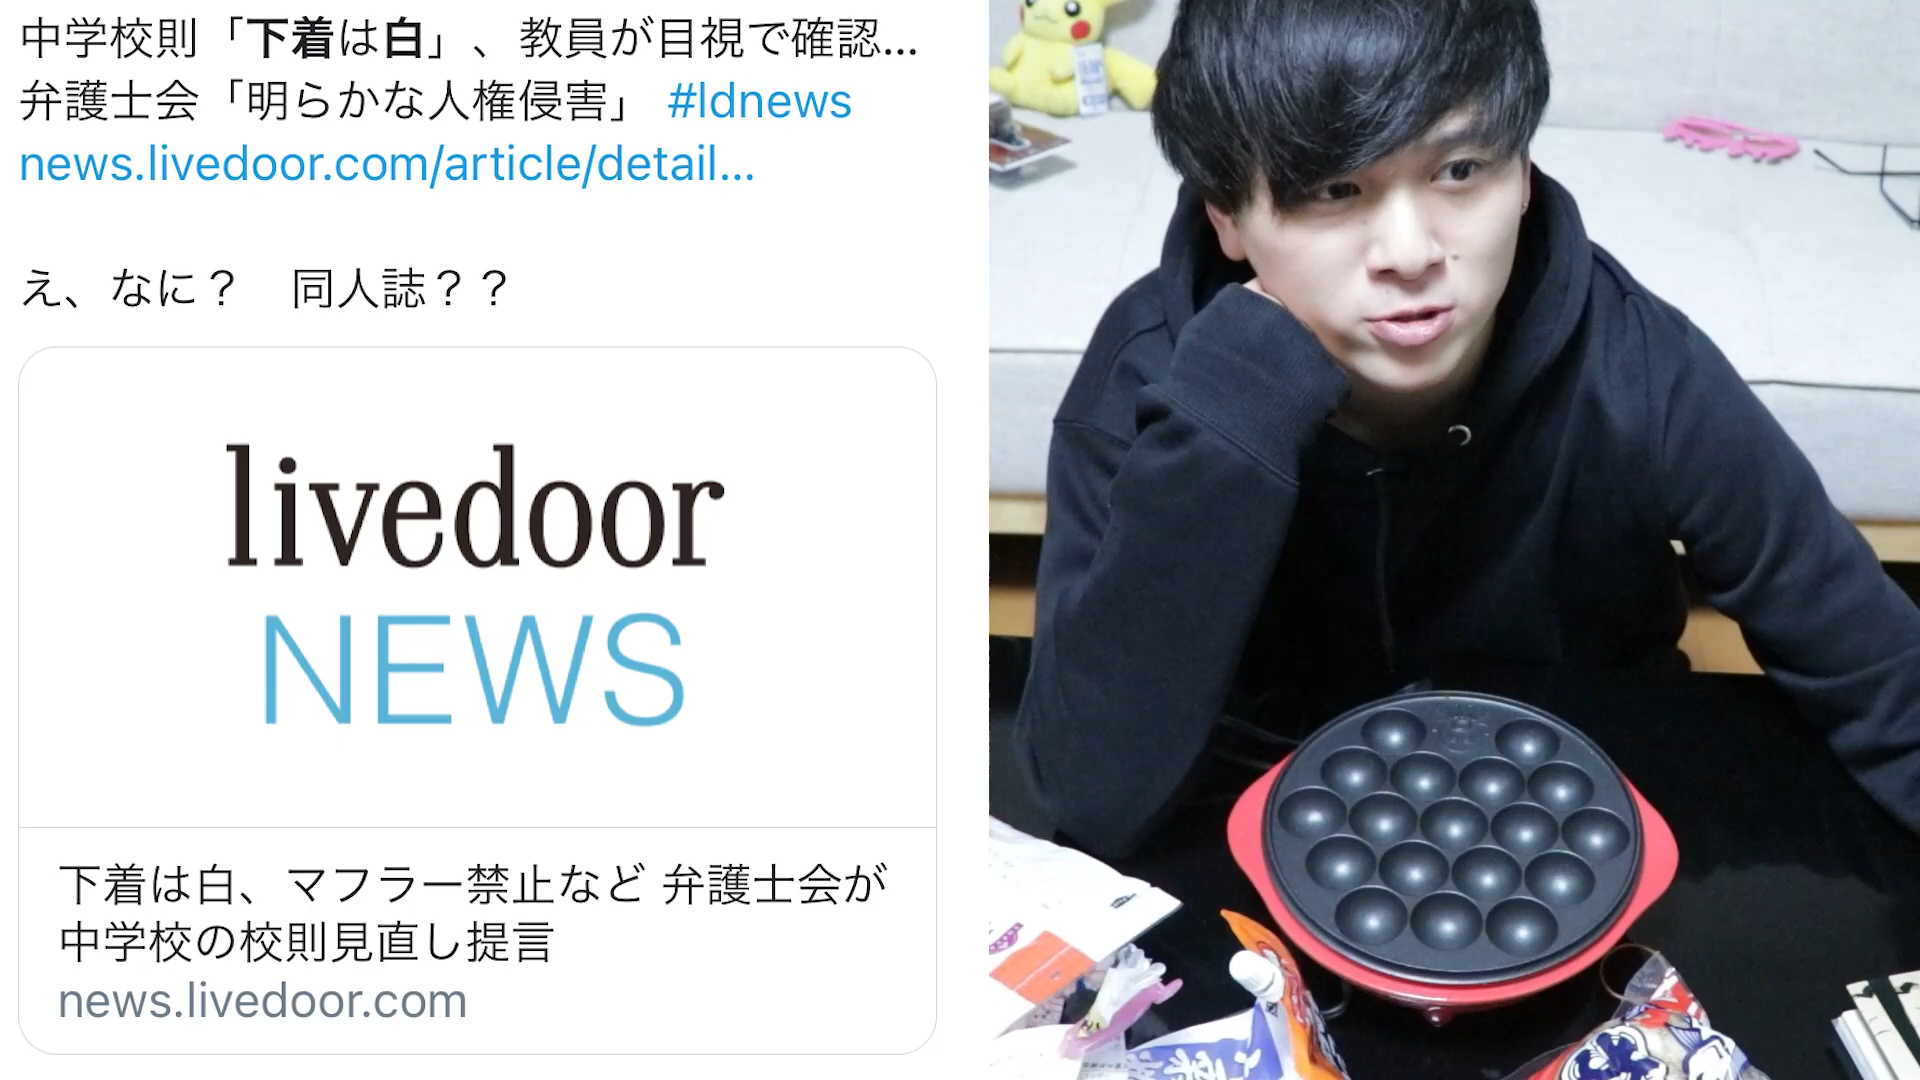 中学校則「下着は白」、教員が目視で確認...
弁護士会「明らかな人権侵害」 #ldnews
news.livedoor.com/article/detail...
え、なに？　同人誌？？
livedoor
NEWS
下着は白、マフラー禁止など 弁護士会が
中学校の校則見直し提言
news.livedoor.com